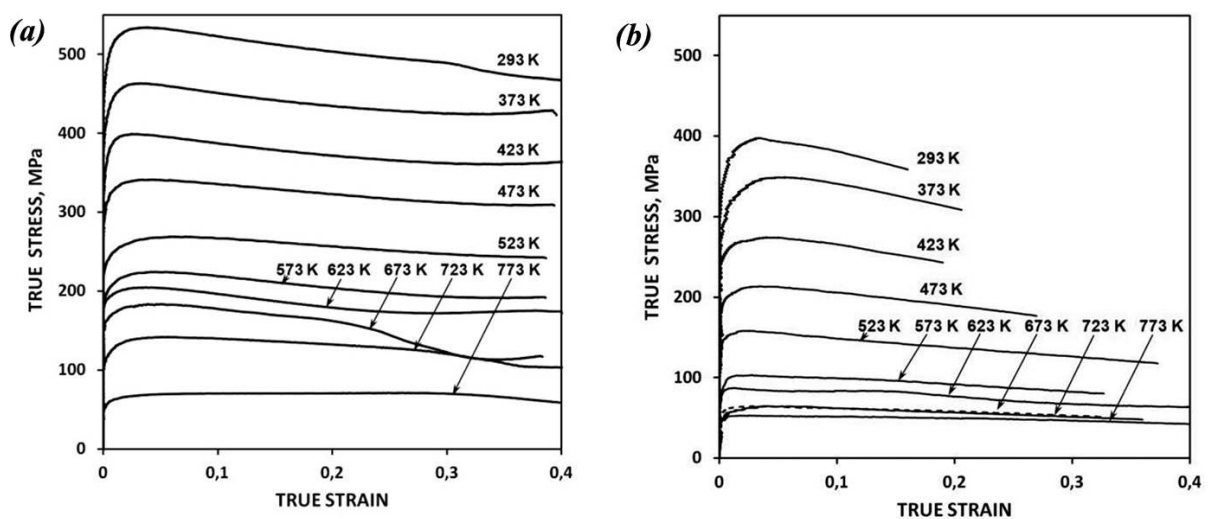 (a)
TRUE STRESS, MPa
500
400
300
200
100
0
293 K
373 K
423 K
473 K
523 K
573 K 623 K 673 K 723 K 773 K
0 0,1 0,2 0,3 0,4
TRUE STRAIN
(b)
TRUE STRESS, MPa
500
400
300
200
100
0
293 K
373 K
423 K
473 K
523 K 573 K 623 K 673 K 723 K 773 K
0 0,1 0,2 0,3 0,4
TRUE STRAIN